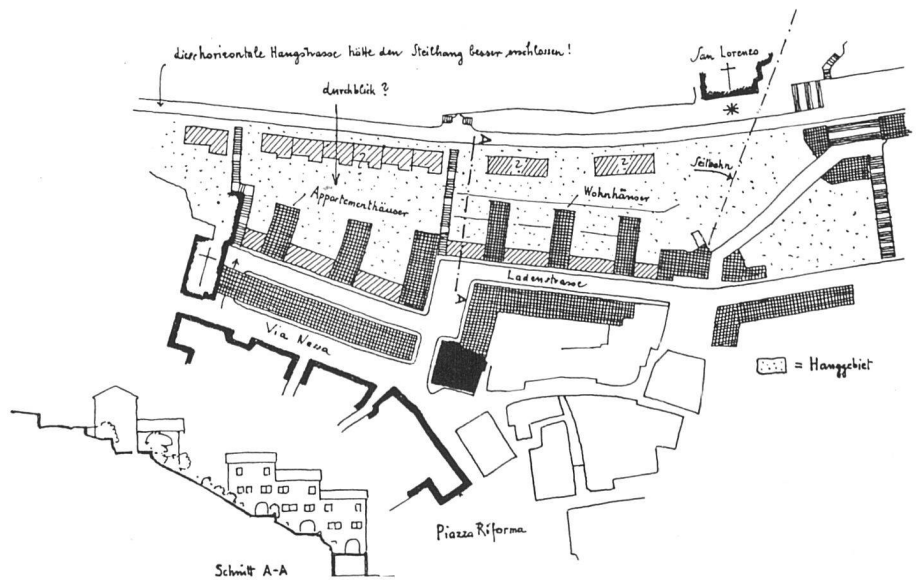 diese horizontale Hangstrasse hätte den Steilhang besser erschlossen!
San Lorenzo
durchblick?
A
?
?
?
Seilbahn
Appartementhäuser
Wohnhäuser
Ladenstrasse
A
Via Nassa
= Hanggebiet
Piazza Riforma
Schnitt A-A